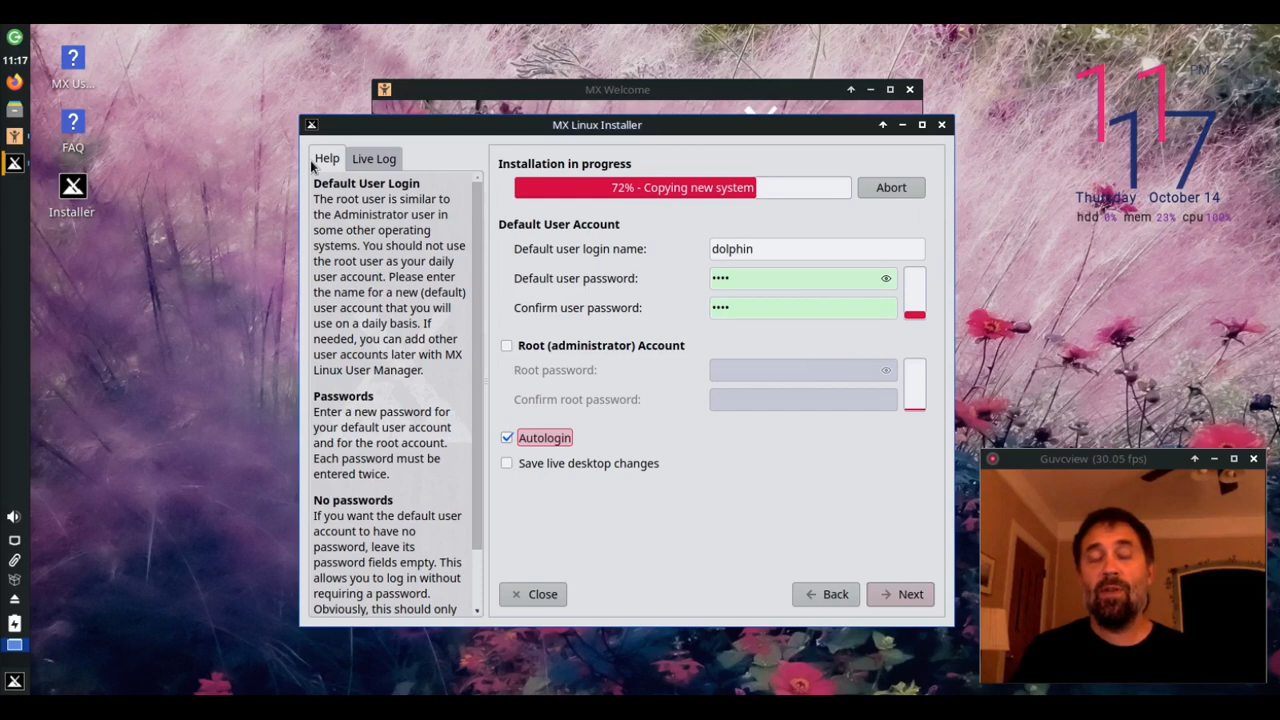 11:17
MX Us...
FAQ
Installer
MX Welcome
MX Linux Installer
Help
Live Log
Default User Login
The root user is similar to
the Administrator user in
some other operating
systems. You should not use
the root user as your daily
user account. Please enter
the name for a new (default)
user account that you will
use on a daily basis. If
needed, you can add other
user accounts later with MX
Linux User Manager.
Passwords
Enter a new password for
your default user account
and for the root account.
Each password must be
entered twice.
No passwords
If you want the default user
account to have no
password, leave its
password fields empty. This
allows you to log in without
requiring a password.
Obviously, this should only
Installation in progress
72% - Copying new system
Abort
Default User Account
Default user login name:
dolphin
Default user password:
••••
Confirm user password:
••••
Root (administrator) Account
Root password:
Confirm root password:
Autologin
Save live desktop changes
Close
Back
Next
11 PM
17
Thursday October 14
hdd 0% mem 23% cpu 100%
Guvcview (30.05 fps)